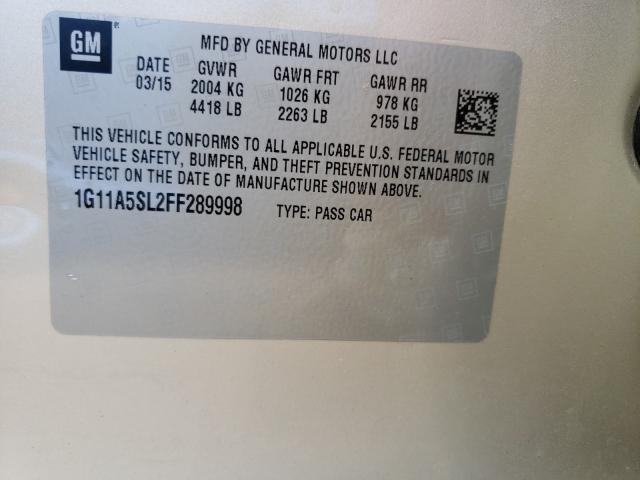 GM
MFD BY GENERAL MOTORS LLC
DATE GVWR GAWR FRT GAWR RR
03/15 2004 KG 1026 KG 978 KG
4418 LB 2263 LB 2155 LB
THIS VEHICLE CONFORMS TO ALL APPLICABLE U.S. FEDERAL MOTOR
VEHICLE SAFETY, BUMPER, AND THEFT PREVENTION STANDARDS IN
EFFECT ON THE DATE OF MANUFACTURE SHOWN ABOVE.
1G11A5SL2FF289998 TYPE: PASS CAR